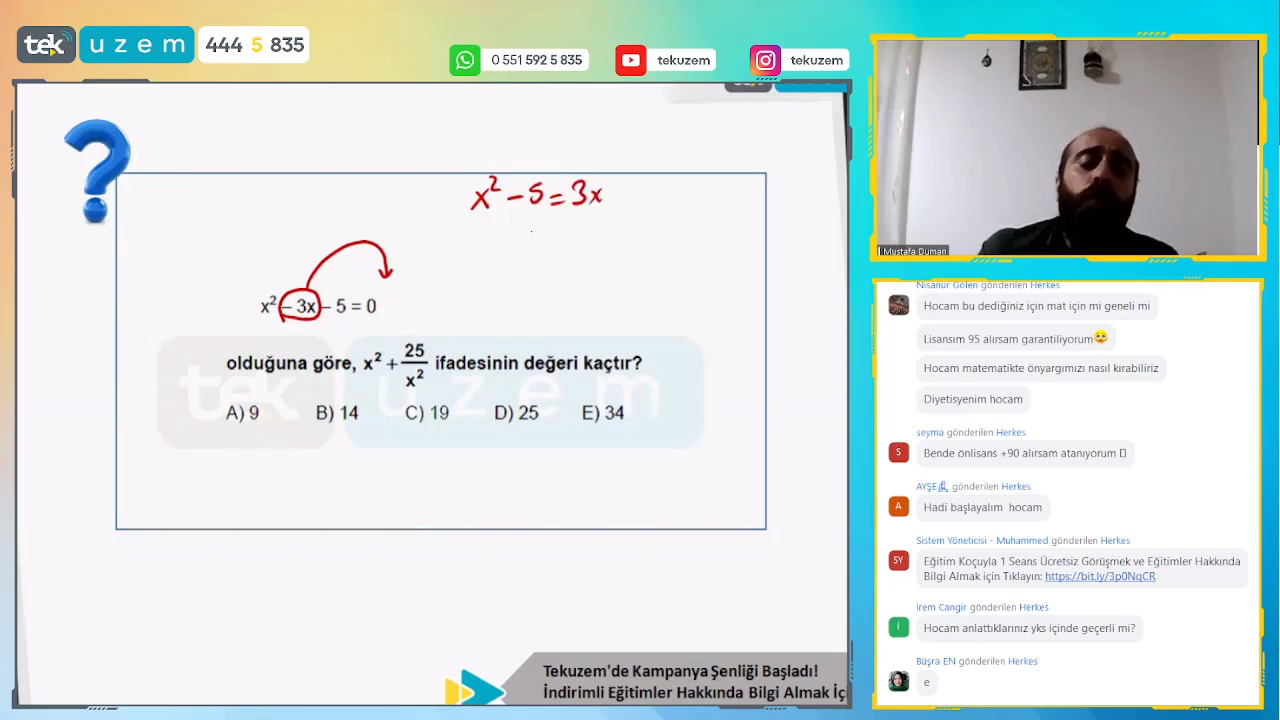 tek uzem 444 5 835
0 551 592 5 835 tekuzem tekuzem
x² - 5 = 3x
x² - 3x - 5 = 0
olduğuna göre, x² + 25/x² ifadesinin değeri kaçtır?
A) 9 B) 14 C) 19 D) 25 E) 34
tek uzem
Tekuzem'de Kampanya Şenliği Başladı!
İndirimli Eğitimler Hakkında Bilgi Almak İç
Mustafa Duman
Nisanur Gölen gönderilen Herkes
Hocam bu dediğiniz için mat için mi geneli mi
Lisansım 95 alırsam garantiliyorum
Hocam matematikte önyargımızı nasıl kırabiliriz
Diyetisyenim hocam
seyma gönderilen Herkes
S
Bende önlisans +90 alırsam atanıyorum
AYŞE gönderilen Herkes
A
Hadi başlayalım hocam
Sistem Yöneticisi - Muhammed gönderilen Herkes
SY
Eğitim Koçuyla 1 Seans Ücretsiz Görüşmek ve Eğitimler Hakkında
Bilgi Almak için Tıklayın: https://bit.ly/3p0NqCR
İrem Cangir gönderilen Herkes
İ
Hocam anlattıklarınız yks içinde geçerli mi?
Büşra EN gönderilen Herkes
e